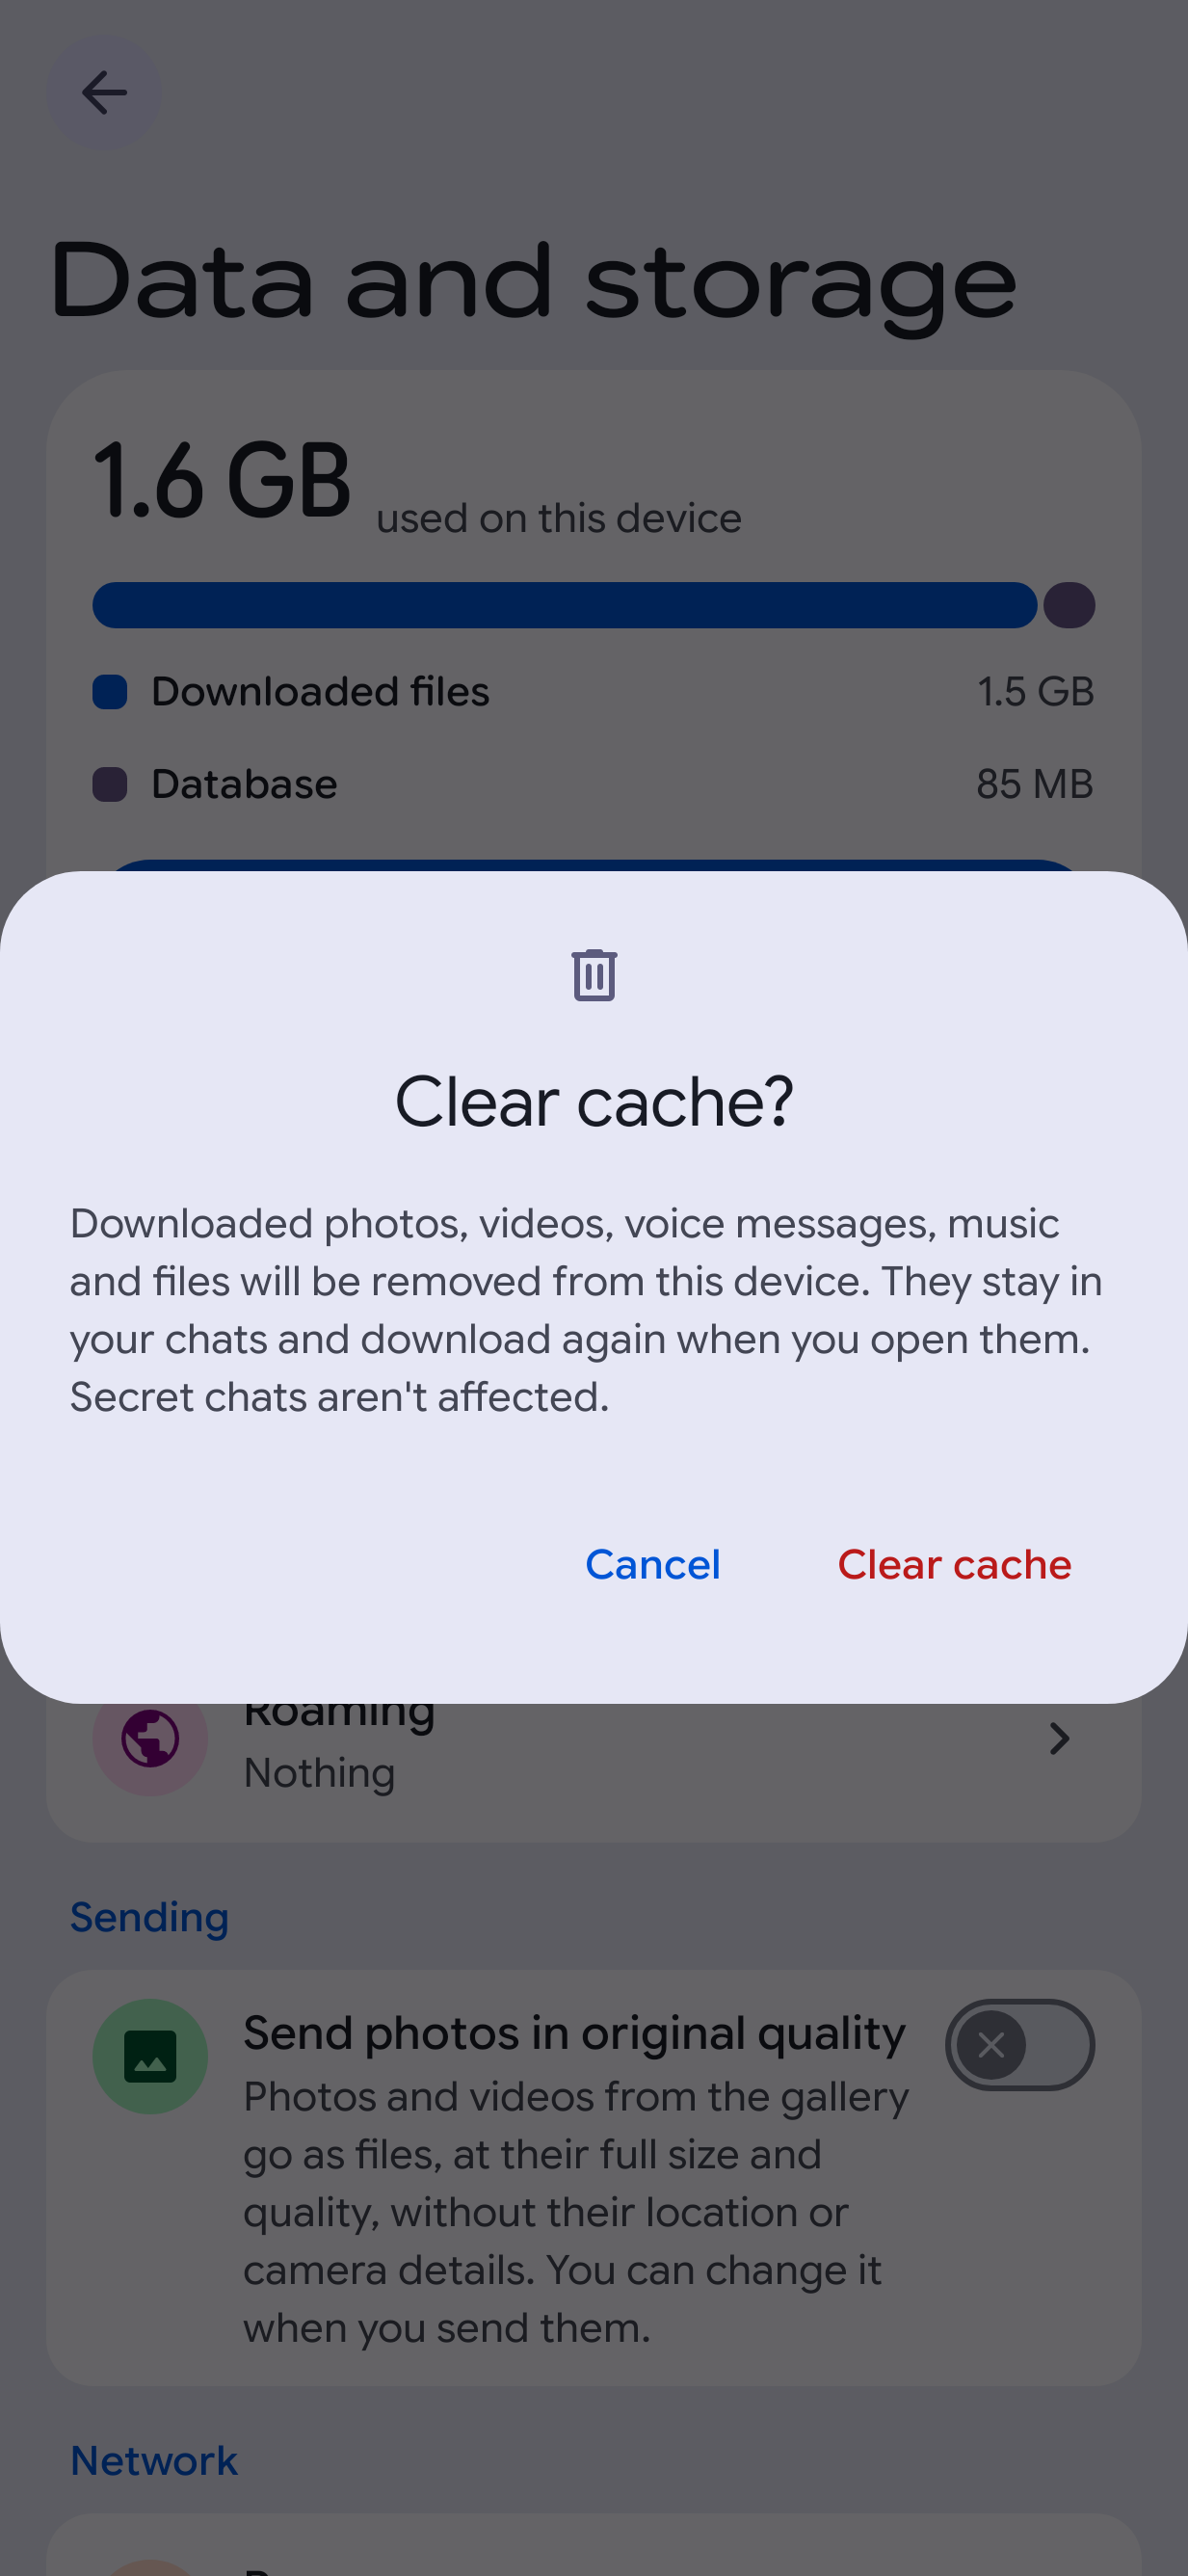 Data and storage
1.6 GB used on this device
Downloaded files 1.5 GB
Database 85 MB
Clear cache?
Downloaded photos, videos, voice messages, music
and files will be removed from this device. They stay in
your chats and download again when you open them.
Secret chats aren't affected.
Cancel Clear cache
Roaming
Nothing
Sending
Send photos in original quality
Photos and videos from the gallery
go as files, at their full size and
quality, without their location or
camera details. You can change it
when you send them.
Network